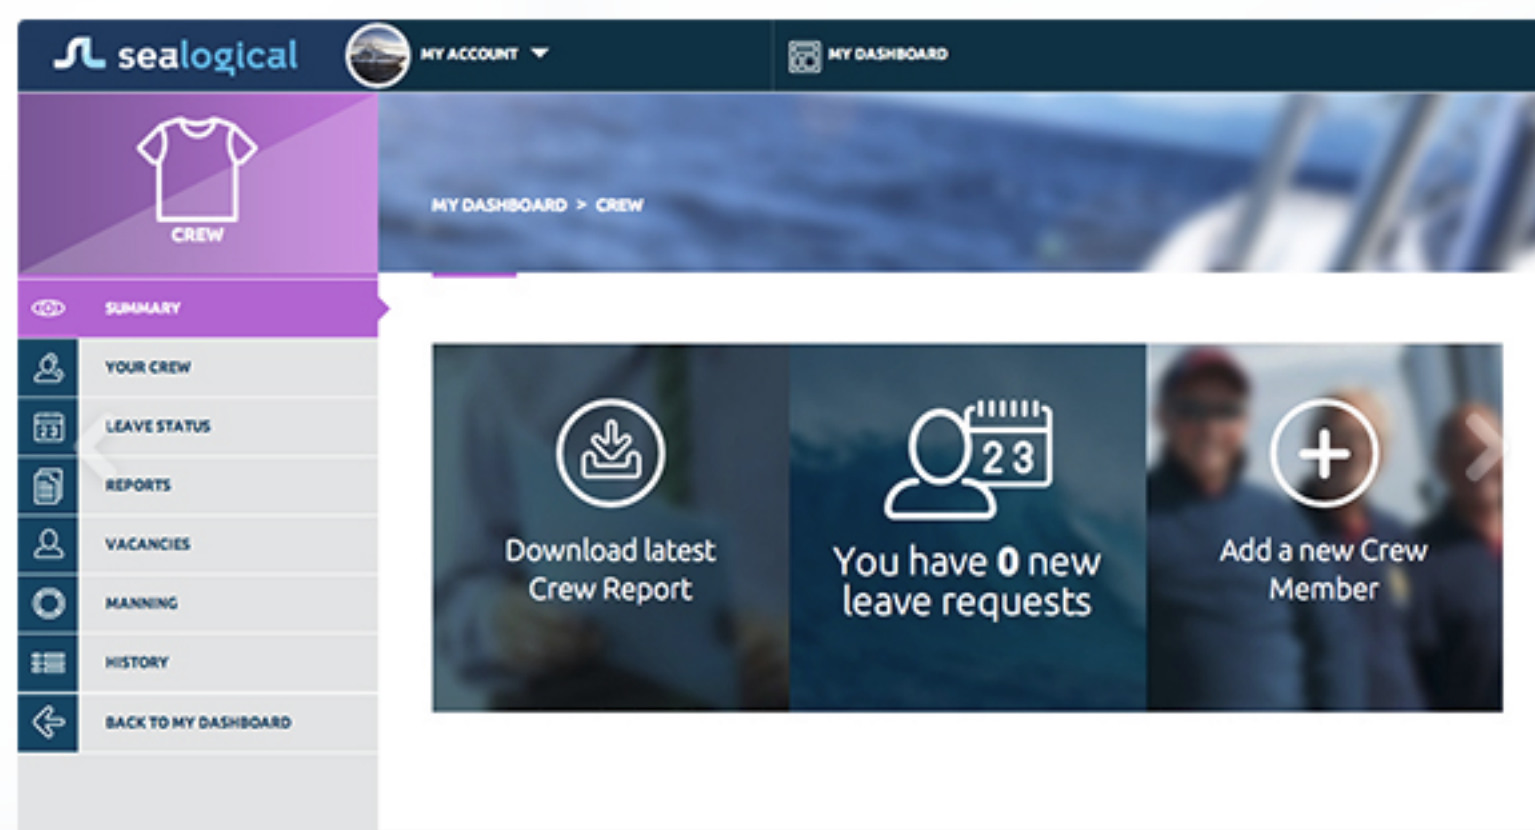 sealogical
MY ACCOUNT
MY DASHBOARD
CREW
MY DASHBOARD > CREW
SUMMARY
YOUR CREW
LEAVE STATUS
REPORTS
VACANCIES
MANNING
HISTORY
BACK TO MY DASHBOARD
Download latest
Crew Report
23
You have 0 new
leave requests
Add a new Crew
Member